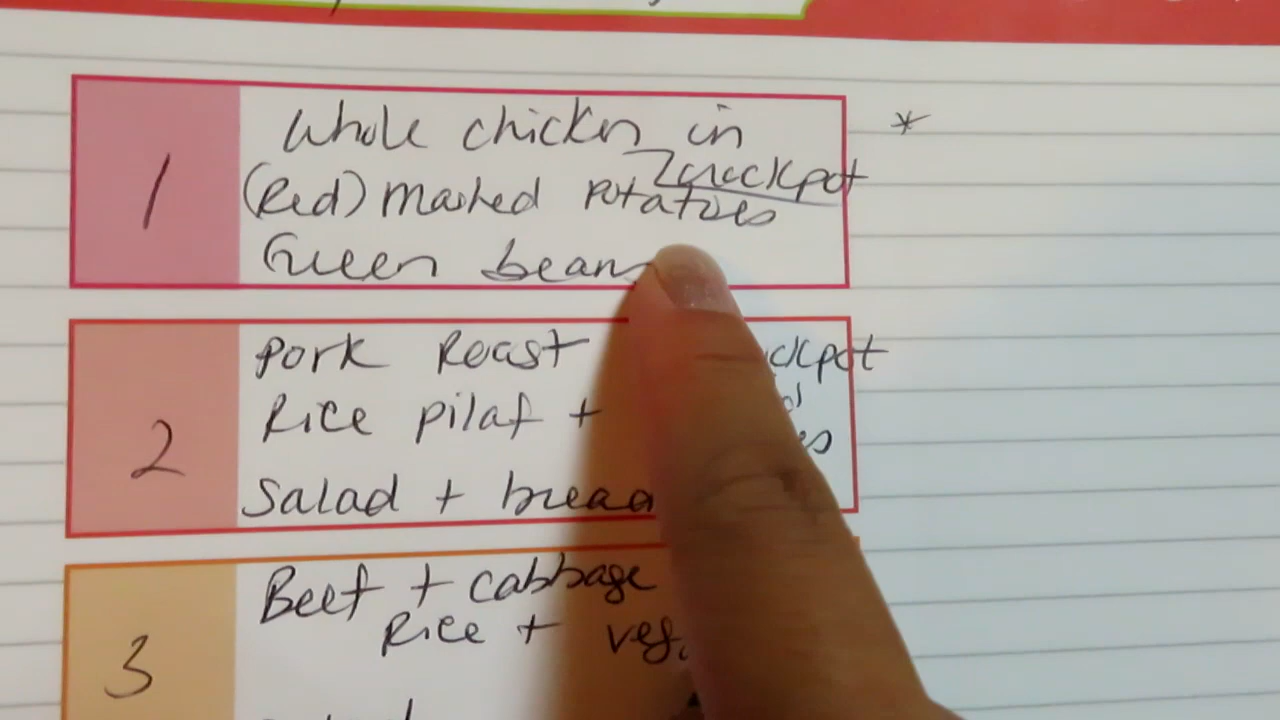 1
Whole chicken in
crockpot
(Red) mashed potatoes
Green beans
*
2
Pork Roast ckpot
Rice pilaf +
Salad + bread
3
Beef + cabbage
Rice + veg